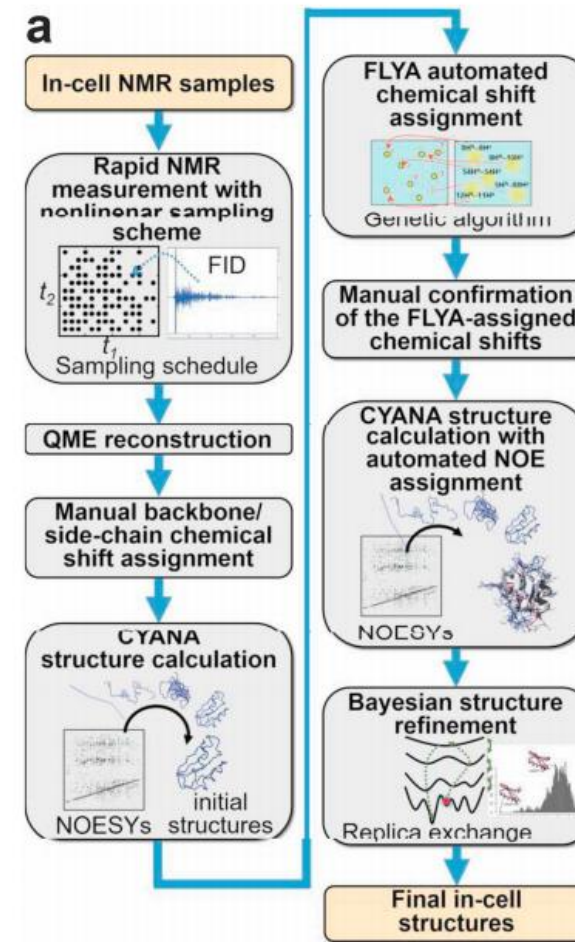 a
In-cell NMR samples
Rapid NMR
measurement with
nonlinenar sampling
scheme
FID
t2
t1
Sampling schedule
QME reconstruction
Manual backbone/
side-chain chemical
shift assignment
CYANA
structure calculation
NOESYs
initial
structures
FLYA automated
chemical shift
assignment
Genetic algorithm
Manual confirmation
of the FLYA-assigned
chemical shifts
CYANA structure
calculation with
automated NOE
assignment
NOESYs
Bayesian structure
refinement
Replica exchange
Final in-cell
structures